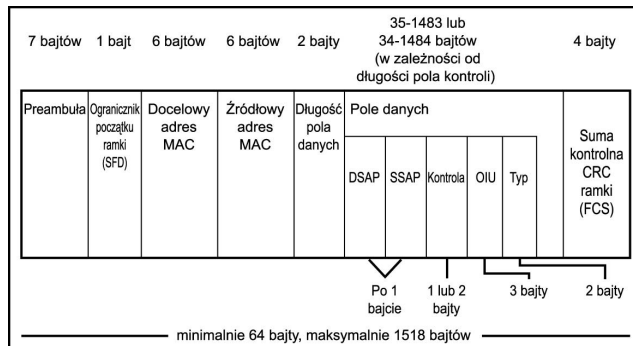 35-1483 lub
34-1484 bajtów
(w zależności od
długości pola kontroli)
7 bajtów
1 bajt
6 bajtów
6 bajtów
2 bajty
4 bajty
Preambuła
Ogranicznik
początku
ramki
(SFD)
Docelowy
adres
MAC
Źródłowy
adres
MAC
Długość
pola
danych
Pole danych
DSAP
SSAP
Kontrola
OIU
Typ
Suma
kontrolna
CRC
ramki
(FCS)
Po 1
bajcie
1 lub 2
bajty
3 bajty
2 bajty
minimalnie 64 bajty, maksymalnie 1518 bajtów